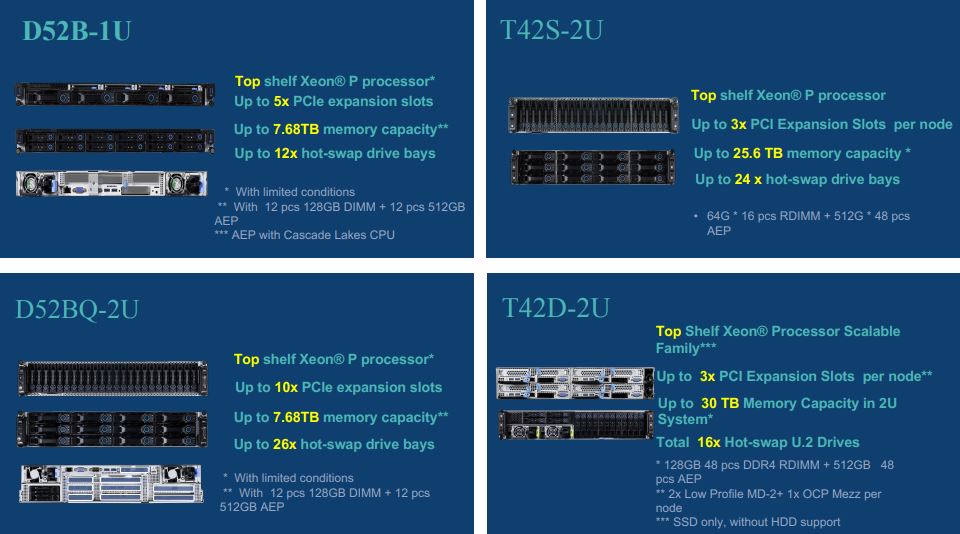 D52B-1U
Top shelf Xeon® P processor*
Up to 5x PCIe expansion slots
Up to 7.68TB memory capacity**
Up to 12x hot-swap drive bays
* With limited conditions
** With 12 pcs 128GB DIMM + 12 pcs 512GB
AEP
*** AEP with Cascade Lakes CPU
T42S-2U
Top shelf Xeon® P processor
Up to 3x PCI Expansion Slots per node
Up to 25.6 TB memory capacity *
Up to 24 x hot-swap drive bays
• 64G * 16 pcs RDIMM + 512G * 48 pcs
AEP
D52BQ-2U
Top shelf Xeon® P processor*
Up to 10x PCIe expansion slots
Up to 7.68TB memory capacity**
Up to 26x hot-swap drive bays
* With limited conditions
** With 12 pcs 128GB DIMM + 12 pcs
512GB AEP
T42D-2U
Top Shelf Xeon® Processor Scalable
Family***
Up to 3x PCI Expansion Slots per node**
Up to 30 TB Memory Capacity in 2U
System*
Total 16x Hot-swap U.2 Drives
* 128GB 48 pcs DDR4 RDIMM + 512GB 48
pcs AEP
** 2x Low Profile MD-2+ 1x OCP Mezz per
node
*** SSD only, without HDD support